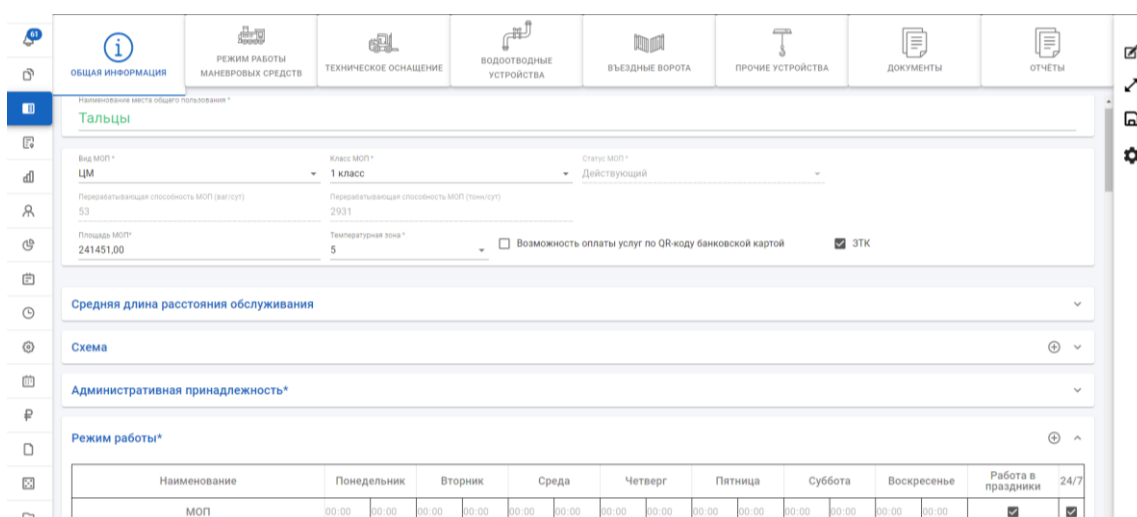 61
ОБЩАЯ ИНФОРМАЦИЯ
РЕЖИМ РАБОТЫ
МАНЕВРОВЫХ СРЕДСТВ
ТЕХНИЧЕСКОЕ ОСНАЩЕНИЕ
ВОДООТВОДНЫЕ
УСТРОЙСТВА
ВЪЕЗДНЫЕ ВОРОТА
ПРОЧИЕ УСТРОЙСТВА
ДОКУМЕНТЫ
ОТЧЁТЫ
Наименование места общего пользования *
Тальцы
Вид МОП * Класс МОП * Статус МОП *
ЦМ 1 класс Действующий
Перерабатывающая способность МОП (ваг/сут) Перерабатывающая способность МОП (тонн/сут)
53 2931
Площадь МОП* Температурная зона *
241451,00 5 Возможность оплаты услуг по QR-коду банковской картой ЗТК
Средняя длина расстояния обслуживания
Схема
Административная принадлежность*
Режим работы*
Наименование Понедельник Вторник Среда Четверг Пятница Суббота Воскресенье Работа в праздники 24/7
МОП 00:00 00:00 00:00 00:00 00:00 00:00 00:00 00:00 00:00 00:00 00:00 00:00 00:00 00:00